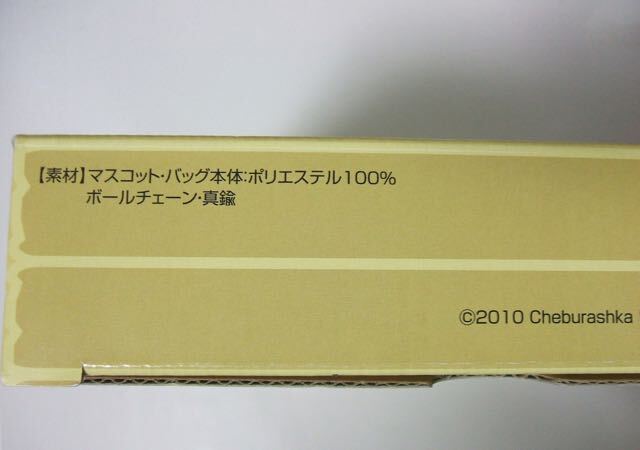 【素材】マスコット・バッグ本体:ポリエステル100%
ボールチェーン・真鍮
©2010 Cheburashka